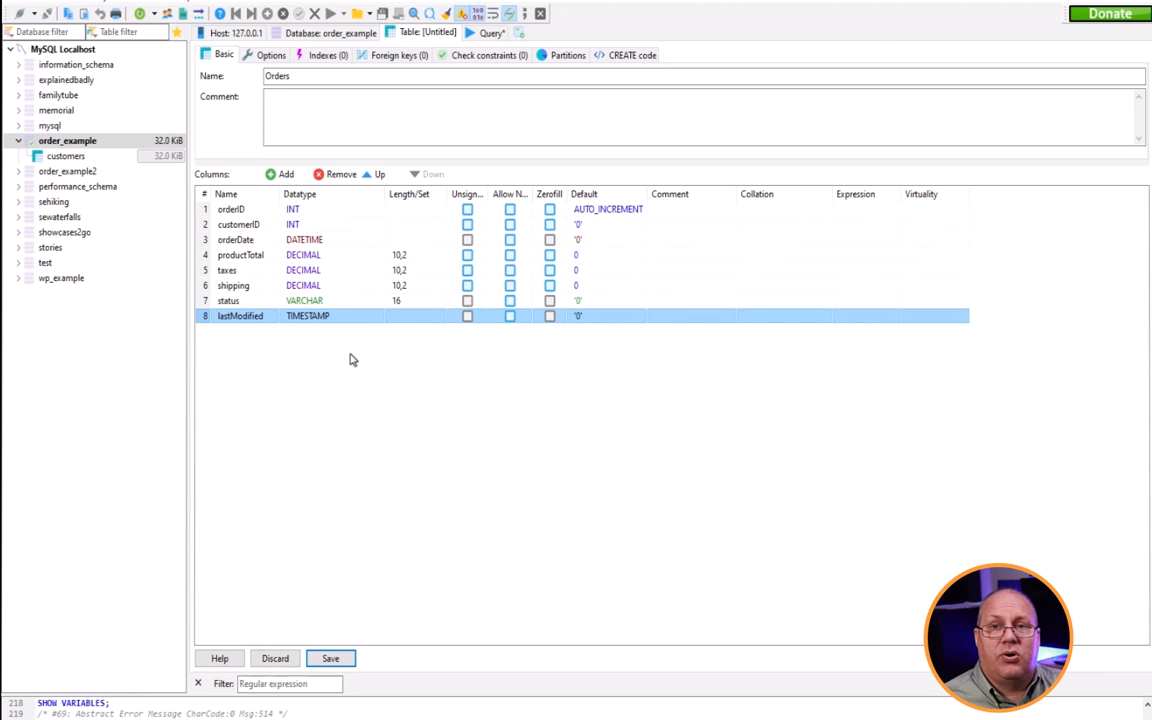 Donate
Database filter Table filter Host: 127.0.0.1 Database: order_example Table: [Untitled] Query*
MySQL Localhost
information_schema
explainedbadly
familytube
memorial
mysql
order_example 32.0 KiB
customers 32.0 KiB
order_example2
performance_schema
sehiking
sewaterfalls
showcases2go
stories
test
wp_example
Basic Options Indexes (0) Foreign keys (0) Check constraints (0) Partitions CREATE code
Name: Orders
Comment:
Columns: Add Remove Up Down
# Name Datatype Length/Set Unsign... Allow N... Zerofill Default Comment Collation Expression Virtuality
1 orderID INT AUTO_INCREMENT
2 customerID INT '0'
3 orderDate DATETIME '0'
4 productTotal DECIMAL 10,2 0
5 taxes DECIMAL 10,2 0
6 shipping DECIMAL 10,2 0
7 status VARCHAR 16 '0'
8 lastModified TIMESTAMP '0'
Help Discard Save
Filter: Regular expression
218 SHOW VARIABLES;
219 /* #69: Abstract Error Message CharCode:0 Msg:514 */